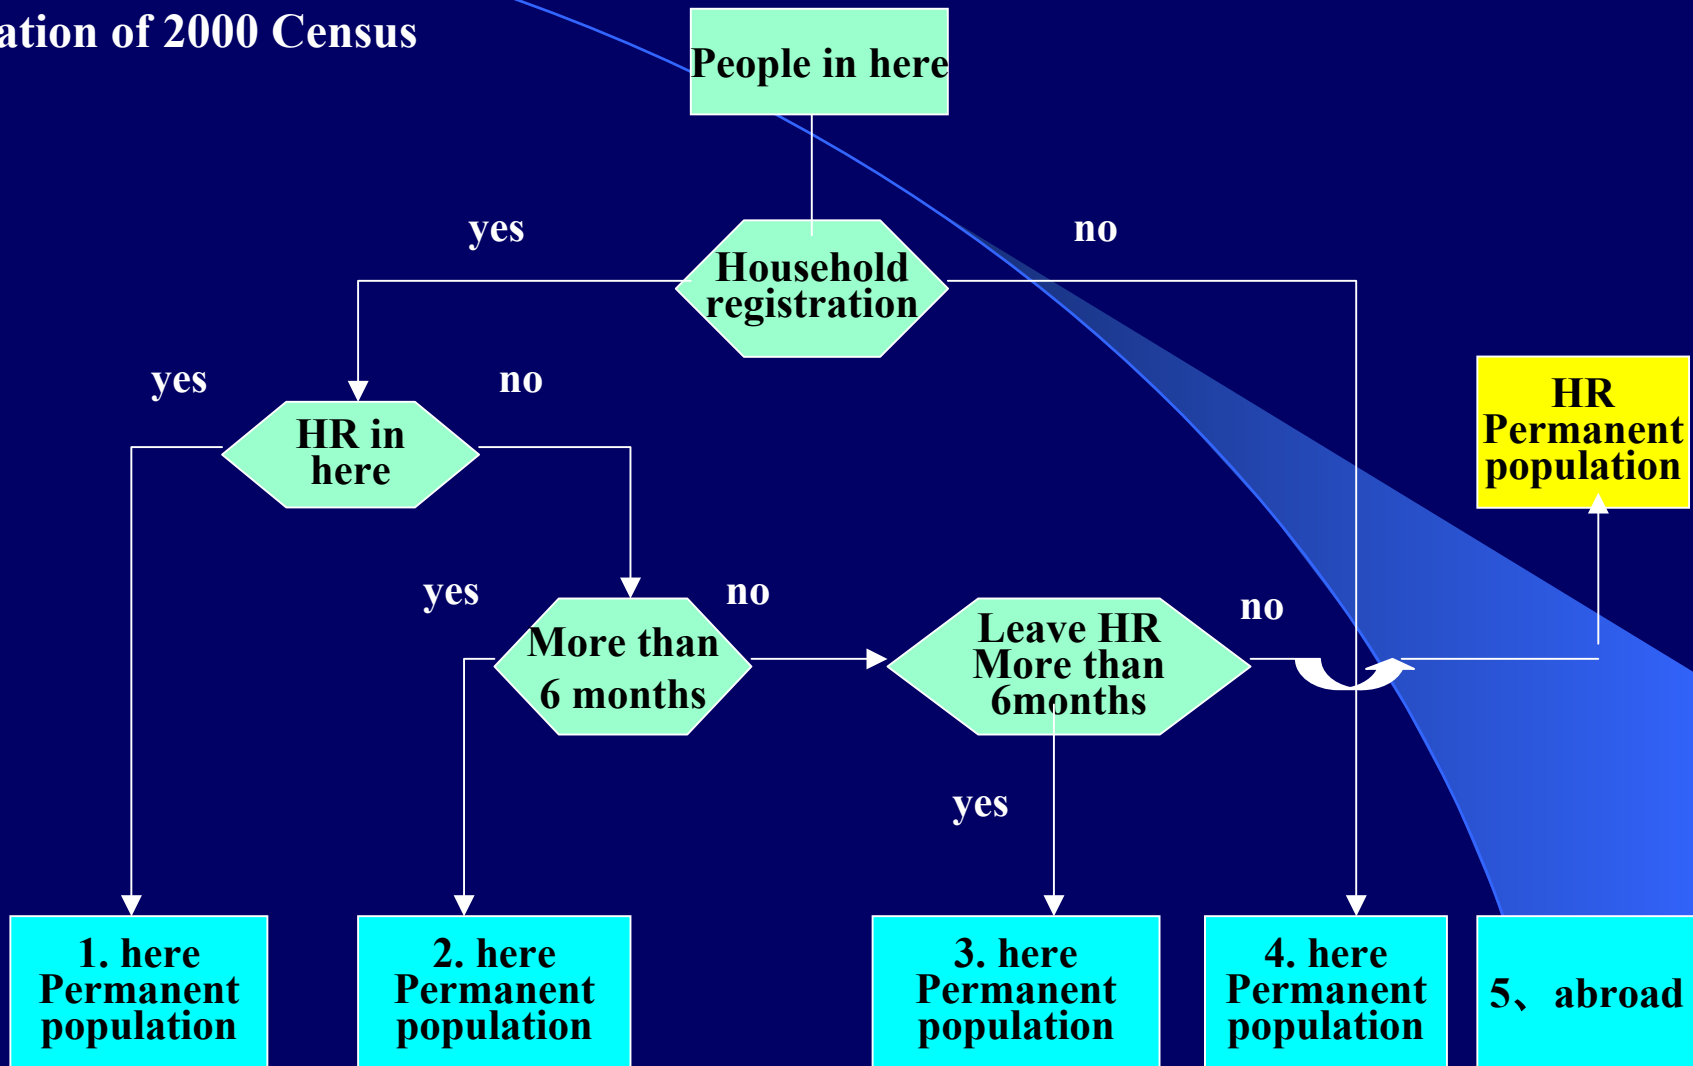 ation of 2000 Census
People in here
yes
no
Household
registration
yes
no
HR in
here
HR
Permanent
population
yes
no
More than
6 months
Leave HR
More than
6months
no
yes
1. here
Permanent
population
2. here
Permanent
population
3. here
Permanent
population
4. here
Permanent
population
5、 abroad